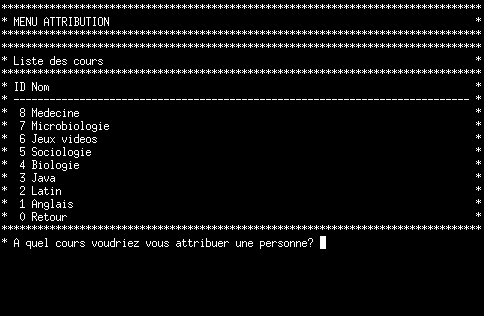 ********************************************************************************
* MENU ATTRIBUTION *
********************************************************************************
********************************************************************************
* Liste des cours *
********************************************************************************
* ID Nom *
* -------------------------------------------------------------------------- *
* 8 Medecine *
* 7 Microbiologie *
* 6 Jeux videos *
* 5 Sociologie *
* 4 Biologie *
* 3 Java *
* 2 Latin *
* 1 Anglais *
* 0 Retour *
********************************************************************************
* A quel cours voudriez vous attribuer une personne?